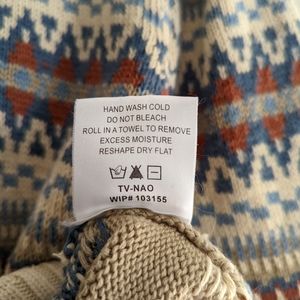 HAND WASH COLD
DO NOT BLEACH
ROLL IN A TOWEL TO REMOVE
EXCESS MOISTURE
RESHAPE DRY FLAT
TV-NAO
WIP# 103155